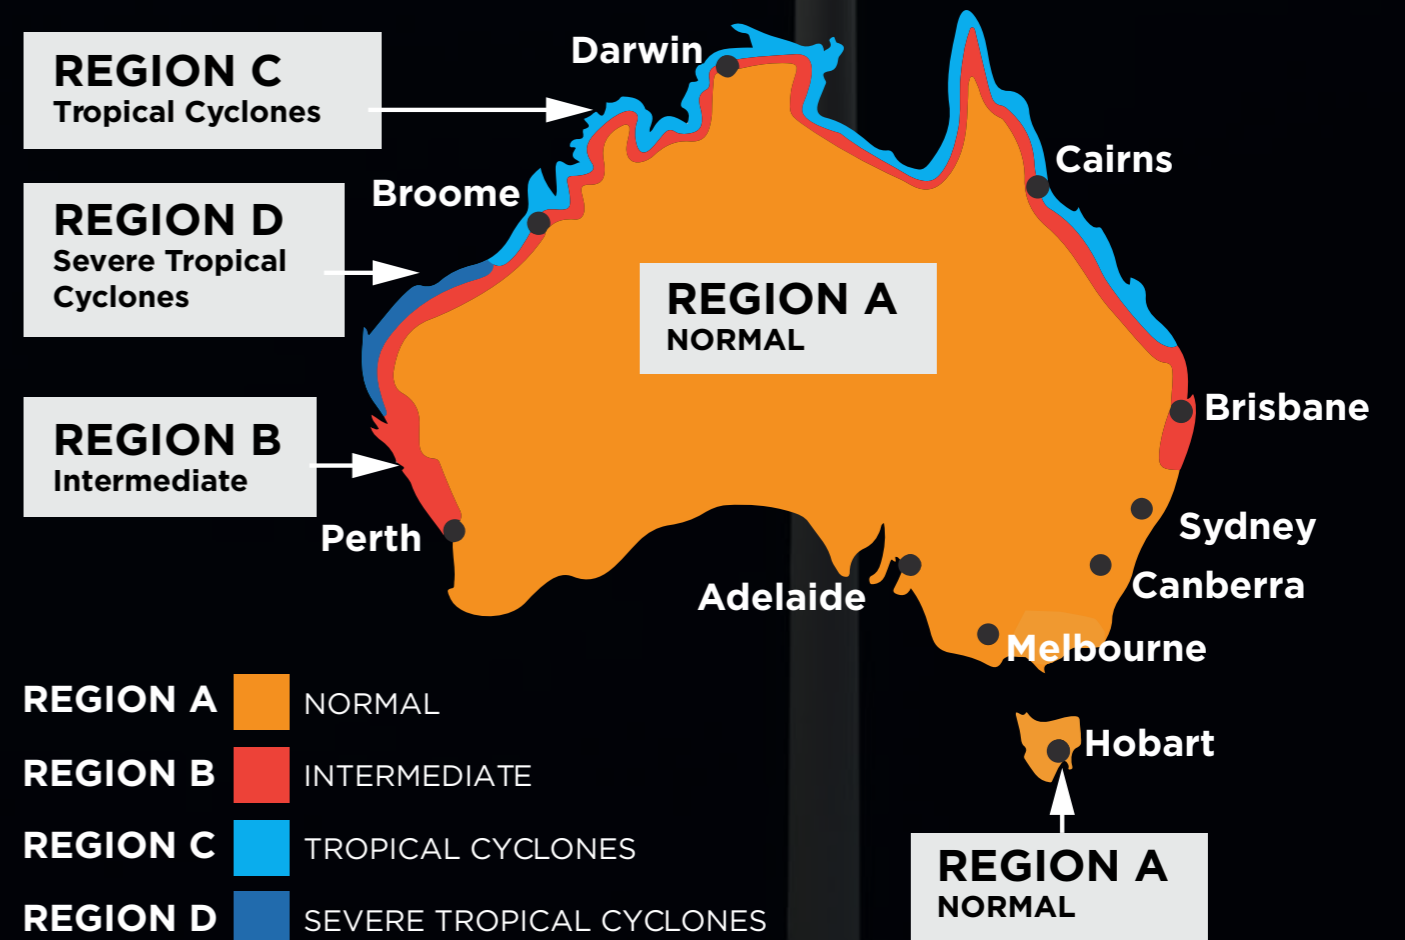 REGION C
Tropical Cyclones
Darwin
Cairns
REGION D
Severe Tropical
Cyclones
Broome
REGION A
NORMAL
REGION B
Intermediate
Brisbane
Perth
Sydney
Adelaide
Canberra
Melbourne
REGION A NORMAL
REGION B INTERMEDIATE
REGION C TROPICAL CYCLONES
REGION D SEVERE TROPICAL CYCLONES
Hobart
REGION A
NORMAL